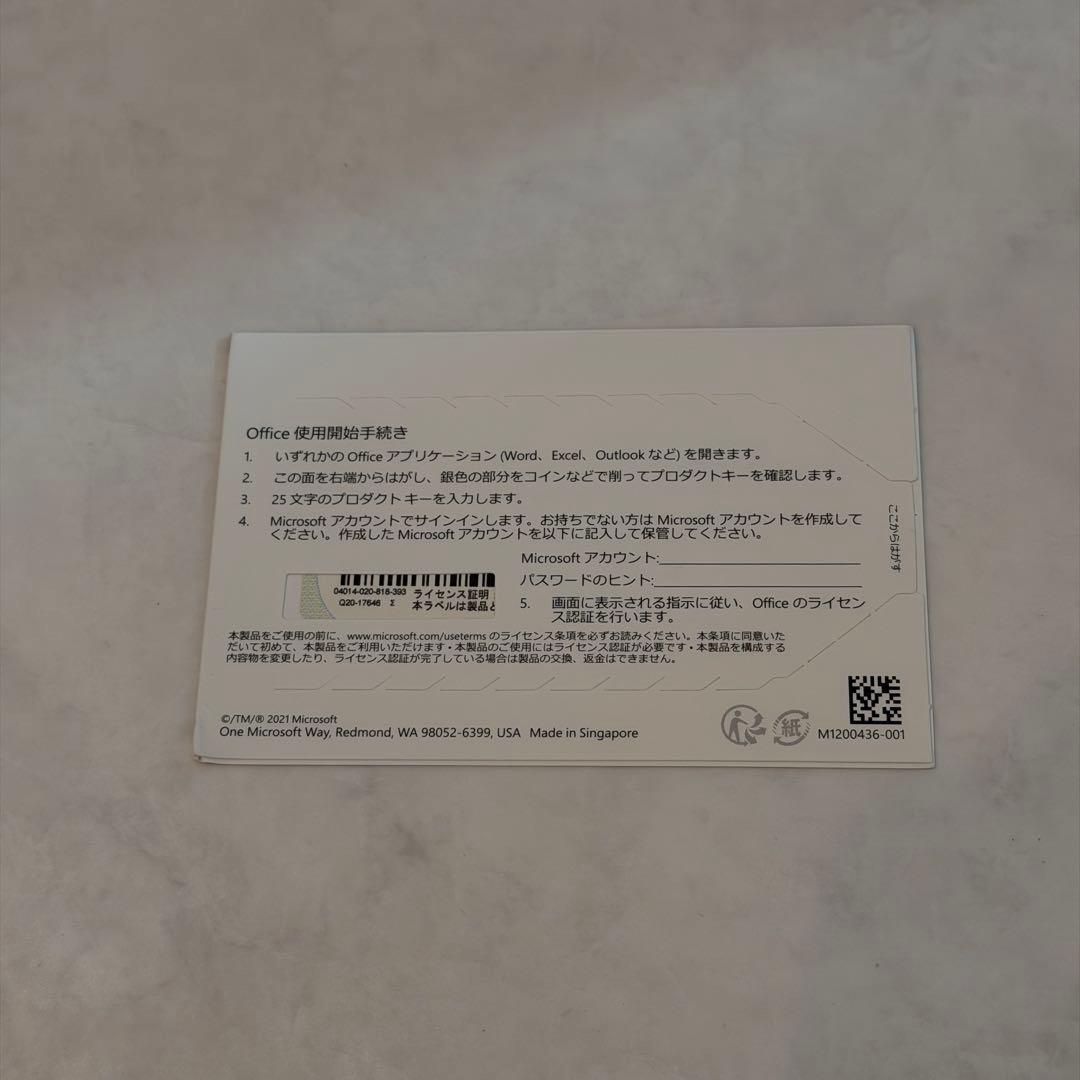 Office 使用開始手続き
1. いずれかの Office アプリケーション (Word、Excel、Outlook など) を開きます。
2. この面を右端からはがし、銀色の部分をコインなどで削ってプロダクトキーを確認します。
3. 25 文字のプロダクト キーを入力します。
4. Microsoft アカウントでサインインします。お持ちでない方は Microsoft アカウントを作成して
ください。作成した Microsoft アカウントを以下に記入して保管してください。
Microsoft アカウント:
パスワードのヒント:
5. 画面に表示される指示に従い、Office のライセン
ス認証を行います。
ここからはがす
04014-020-818-393 ライセンス証明
Q20-17646 Σ 本ラベルは製品と
本製品をご使用の前に、www.microsoft.com/useterms のライセンス条項を必ずお読みください。本条項に同意いた
だいて初めて、本製品をご利用いただけます・本製品のご使用にはライセンス認証が必要です・本製品を構成する
内容物を変更したり、ライセンス認証が完了している場合は製品の交換、返金はできません。
©/TM/® 2021 Microsoft
One Microsoft Way, Redmond, WA 98052-6399, USA Made in Singapore
紙
M1200436-001